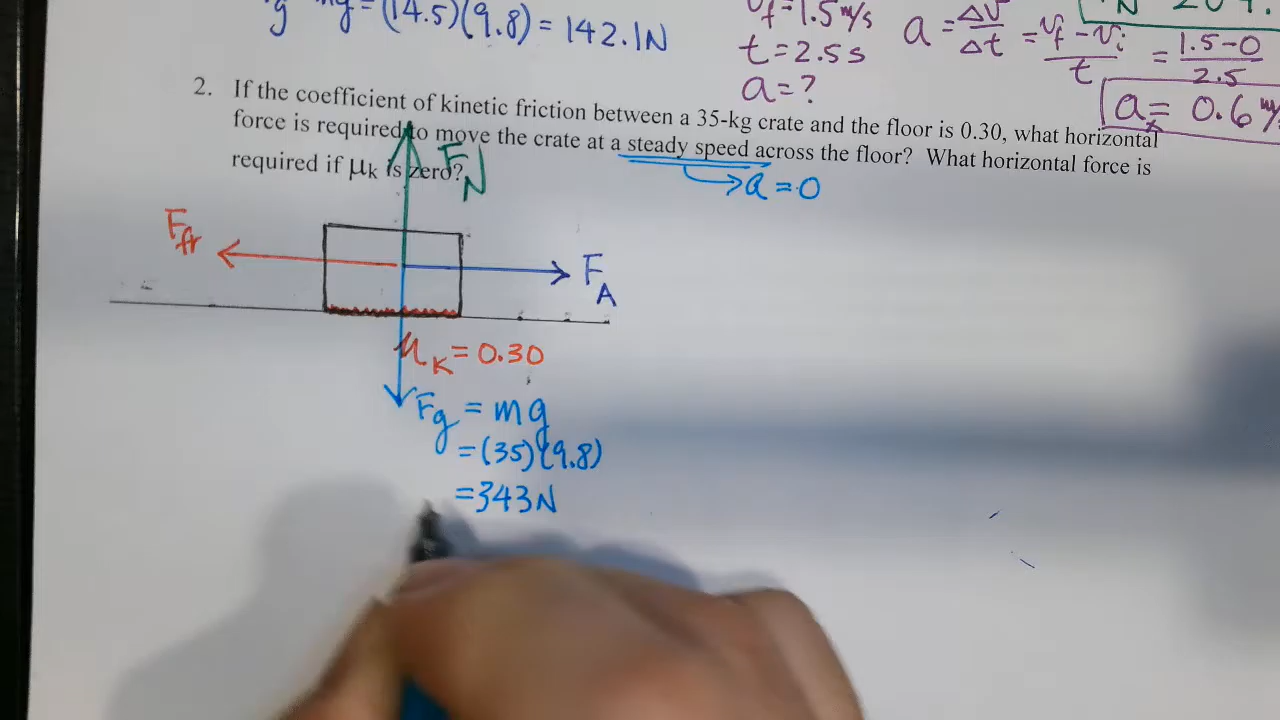 g mg = (14.5)(9.8) = 142.1N
vf = 1.5 m/s
t = 2.5 s
a = ?
a = Δv/Δt = vf - vi / t = 1.5 - 0 / 2.5
a = 0.6 m/
2. If the coefficient of kinetic friction between a 35-kg crate and the floor is 0.30, what horizontal
force is required to move the crate at a steady speed across the floor? What horizontal force is
required if μk is zero?
a = 0
FN
Ffr
FA
μK = 0.30
Fg = mg
= (35)(9.8)
= 343N